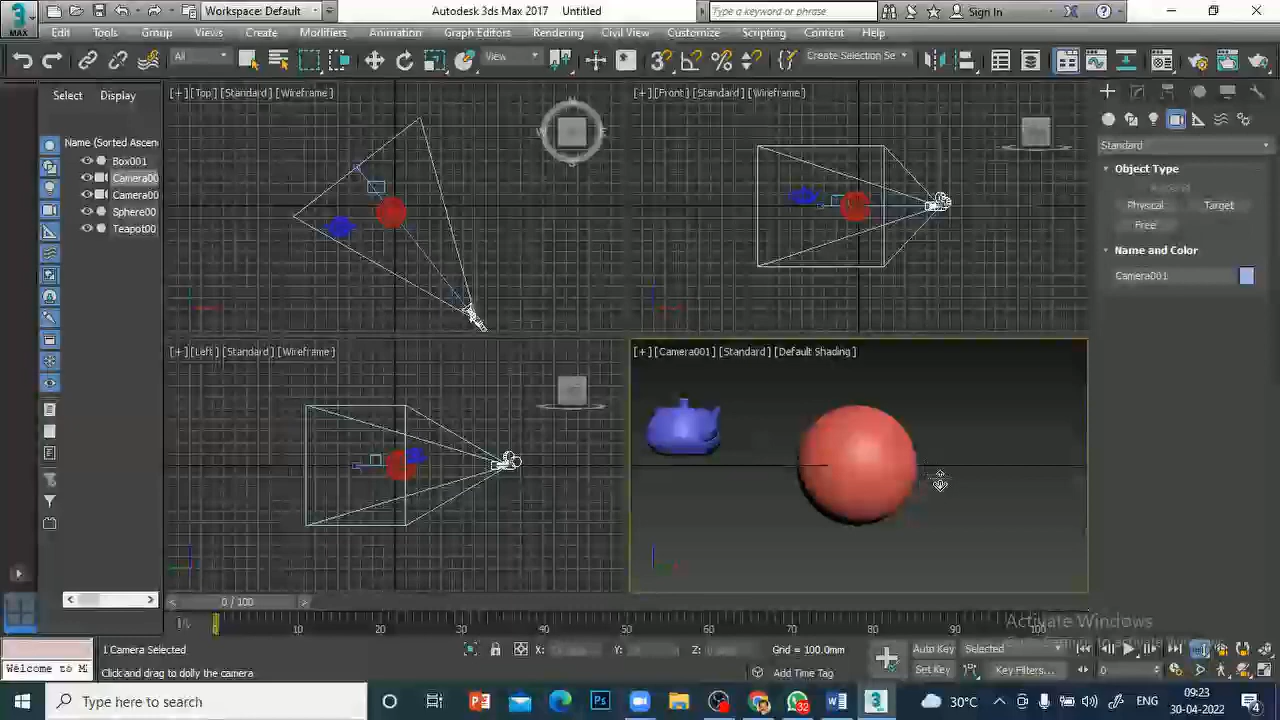 Workspace: Default
Autodesk 3ds Max 2017 Untitled
Type a keyword or phrase
Sign In
MAX
Edit Tools Group Views Create Modifiers Animation Graph Editors Rendering Civil View Customize Scripting Content Help
All
View
Create Selection Se
Select Display
Name (Sorted Ascen
Box001
Camera00
Camera00
Sphere00
Teapot0
[+] [Top] [Standard] [Wireframe]
[+] [Front] [Standard] [Wireframe]
[+] [Left] [Standard] [Wireframe]
[+] [Camera001] [Standard] [Default Shading]
Standard
Object Type
Physical Target
Free
Name and Color
Camera001
0 / 100
10 20 30 40 50 60 70 80 90 100
Activate Windows
1 Camera Selected
X: Y: Z:
Grid = 100.0mm
Auto Key Selected
Welcome to M
Click and drag to dolly the camera
Add Time Tag
Set Key Key Filters...
0
Type here to search
32
30°C
ENG
09:23
30-04-2022
4